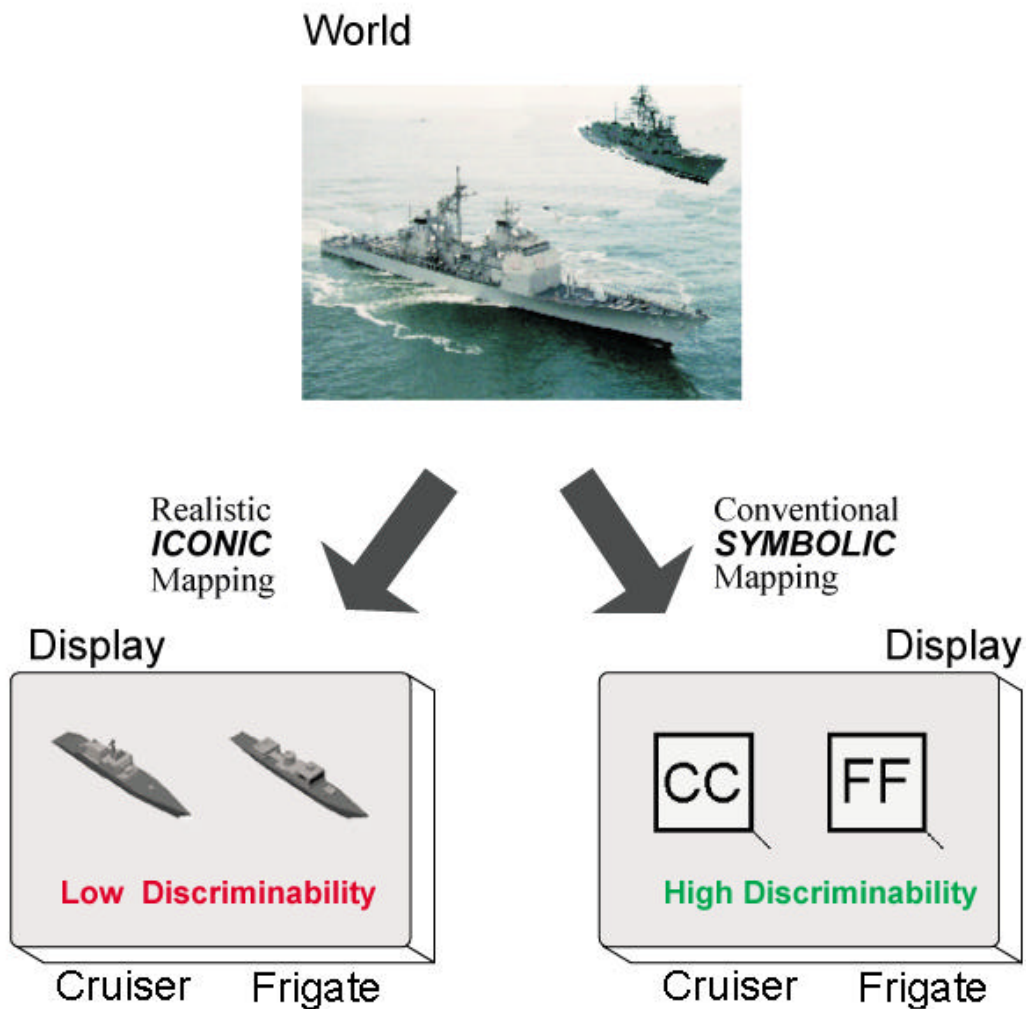 World
Realistic
ICONIC
Mapping
Conventional
SYMBOLIC
Mapping
Display
Low Discriminability
Cruiser Frigate
Display
CC FF
High Discriminability
Cruiser Frigate